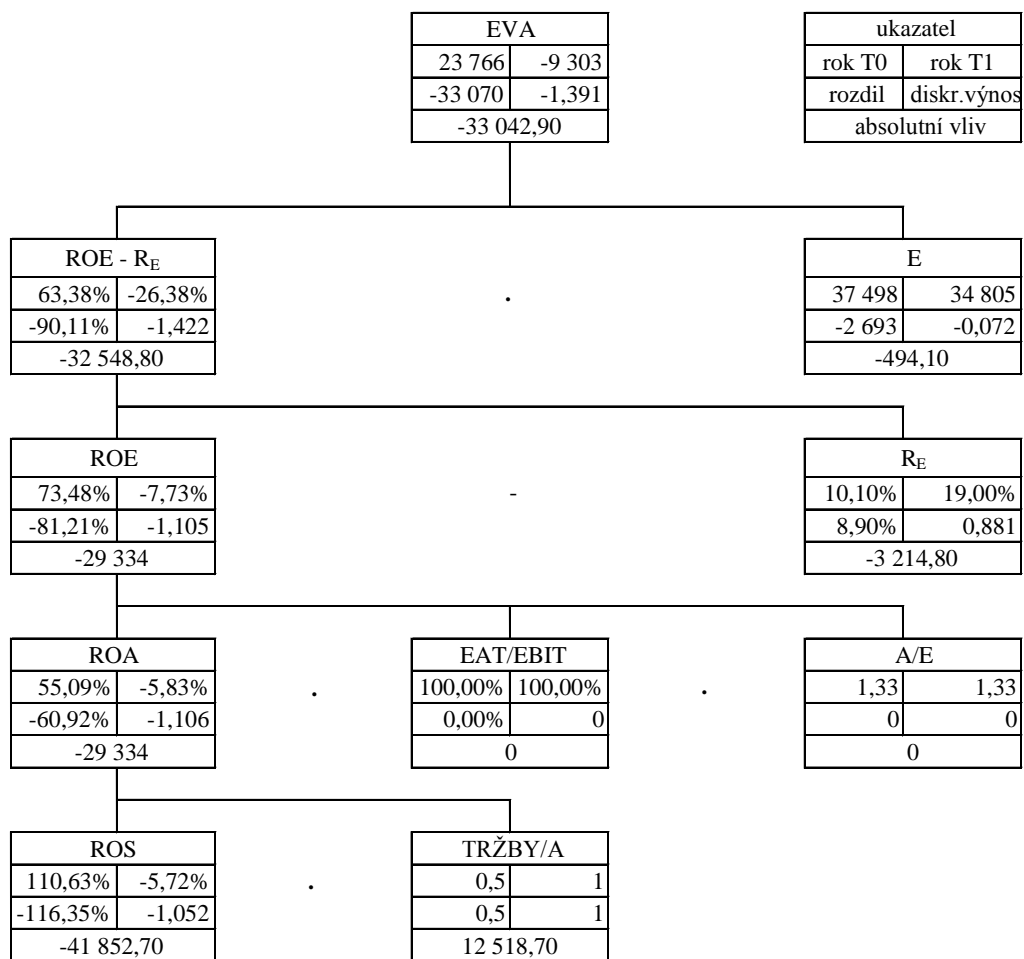 EVA
23 766 -9 303
-33 070 -1,391
-33 042,90
ukazatel
rok T0 rok T1
rozdil diskr.výnos
absolutní vliv
ROE - RE
63,38% -26,38%
-90,11% -1,422
-32 548,80
.
E
37 498 34 805
-2 693 -0,072
-494,10
ROE
73,48% -7,73%
-81,21% -1,105
-29 334
-
RE
10,10% 19,00%
8,90% 0,881
-3 214,80
ROA
55,09% -5,83%
-60,92% -1,106
-29 334
.
EAT/EBIT
100,00% 100,00%
0,00% 0
0
.
A/E
1,33 1,33
0 0
0
ROS
110,63% -5,72%
-116,35% -1,052
-41 852,70
.
TRŽBY/A
0,5 1
0,5 1
12 518,70